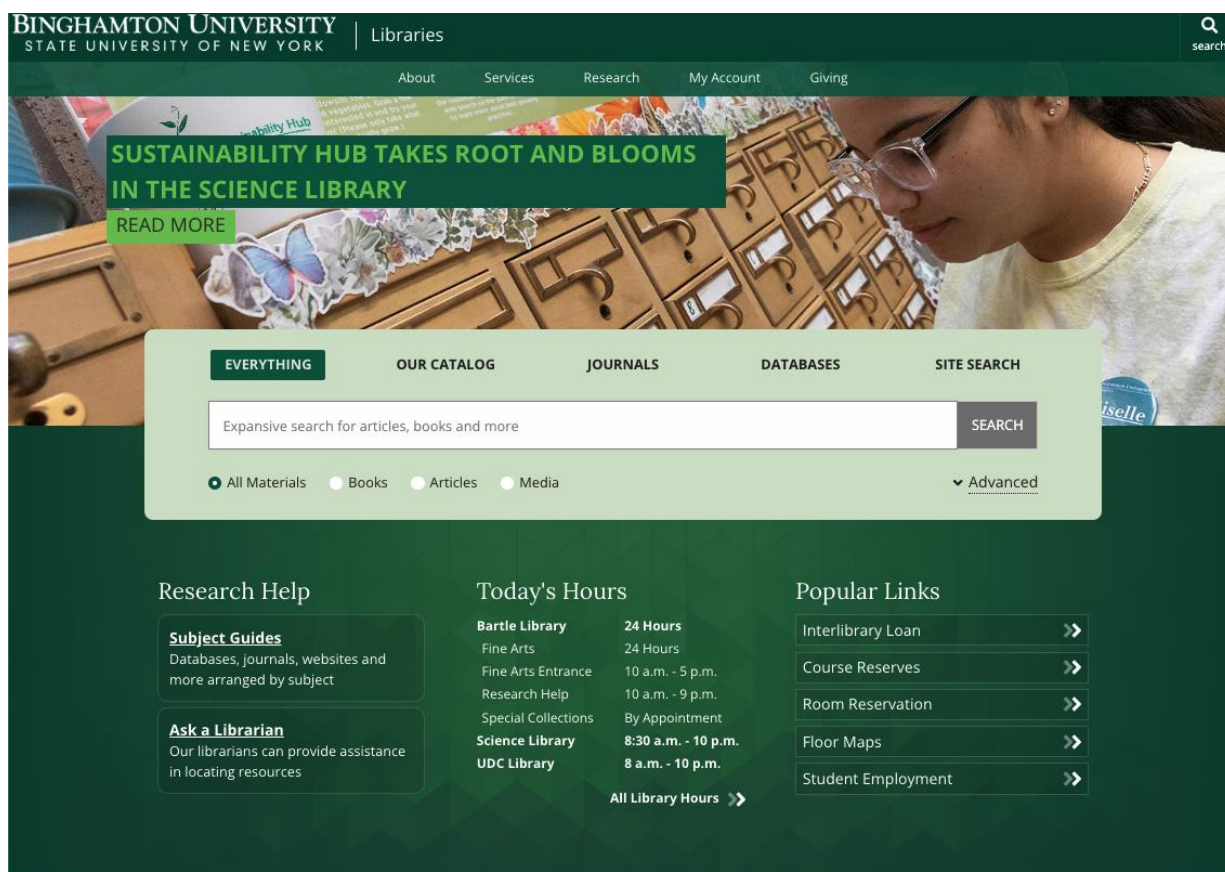 BINGHAMTON UNIVERSITY
STATE UNIVERSITY OF NEW YORK
Libraries
search
About Services Research My Account Giving
Sustainability Hub
SUSTAINABILITY HUB TAKES ROOT AND BLOOMS
IN THE SCIENCE LIBRARY
READ MORE
8
iselle
EVERYTHING OUR CATALOG JOURNALS DATABASES SITE SEARCH
Expansive search for articles, books and more SEARCH
All Materials Books Articles Media Advanced
Research Help
Subject Guides
Databases, journals, websites and
more arranged by subject
Ask a Librarian
Our librarians can provide assistance
in locating resources
Today's Hours
Bartle Library 24 Hours
Fine Arts 24 Hours
Fine Arts Entrance 10 a.m. - 5 p.m.
Research Help 10 a.m. - 9 p.m.
Special Collections By Appointment
Science Library 8:30 a.m. - 10 p.m.
UDC Library 8 a.m. - 10 p.m.
All Library Hours
Popular Links
Interlibrary Loan
Course Reserves
Room Reservation
Floor Maps
Student Employment